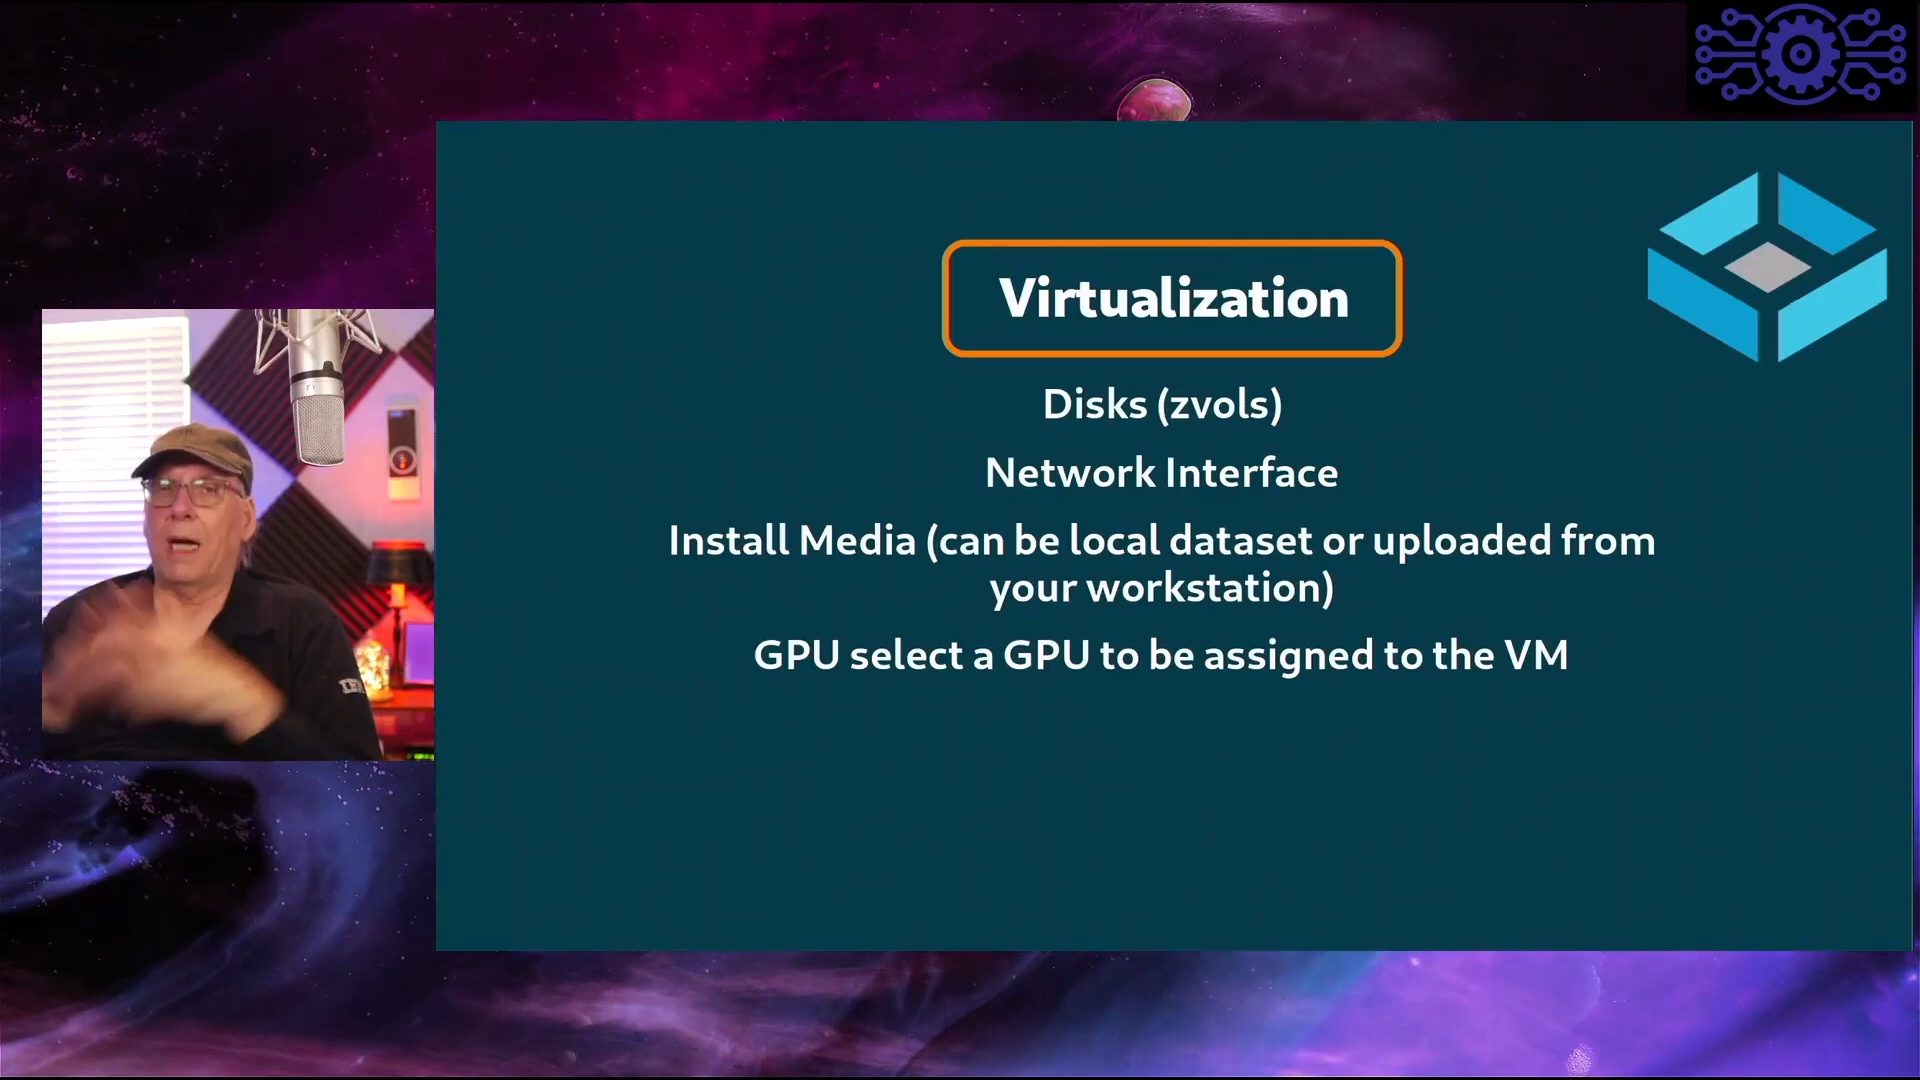 Virtualization
Disks (zvols)
Network Interface
Install Media (can be local dataset or uploaded from
your workstation)
GPU select a GPU to be assigned to the VM